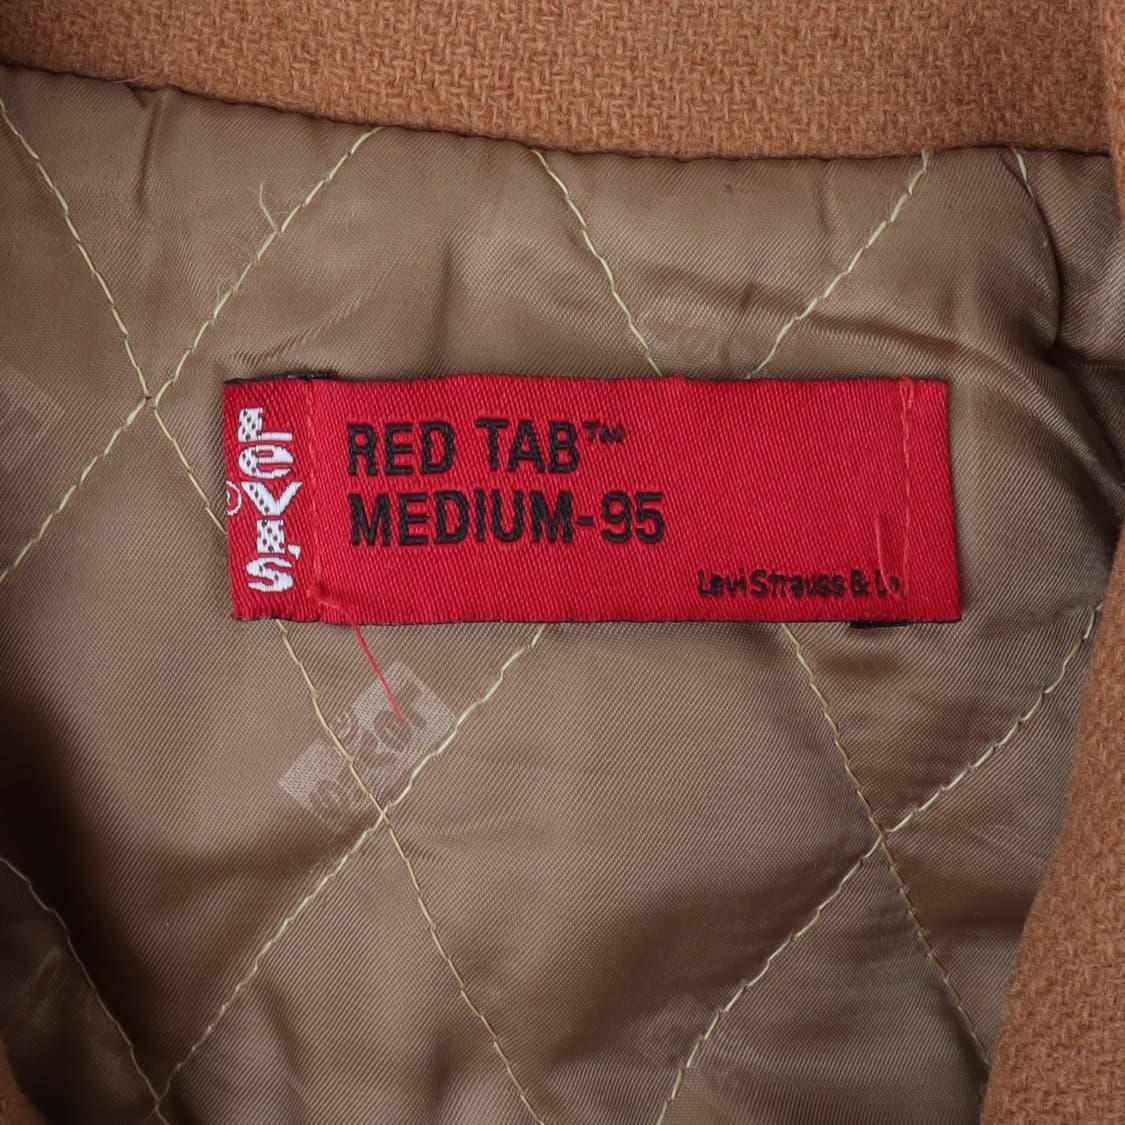 LEVI'S
®
RED TAB™
MEDIUM-95
Levi Strauss & Co